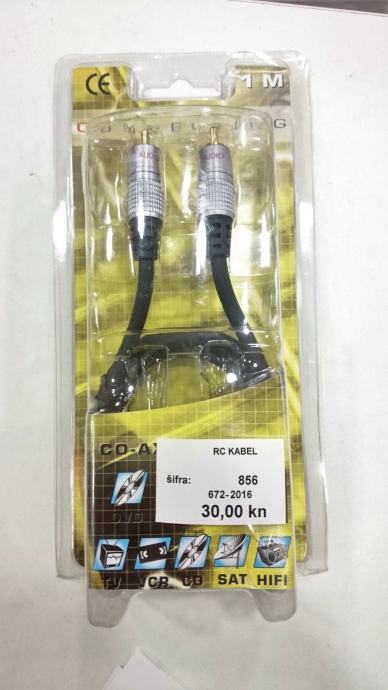 CE
1 M
AUDIO
AUDIO
CO-AX
RC KABEL
šifra: 856
672-2016
30,00 kn
DVD
TV VCR CD SAT HIFI